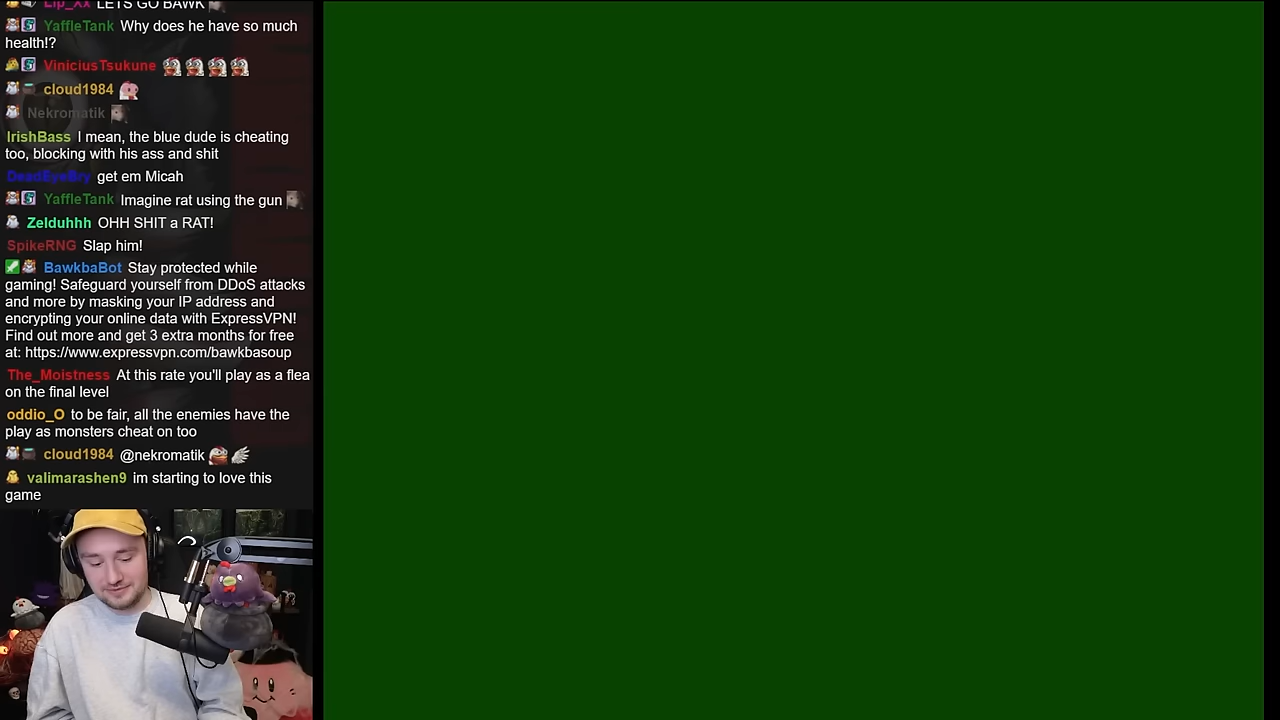 Lip_Xx LETS GO BAWK
YaffleTank Why does he have so much
health!?
ViniciusTsukune
cloud1984
Nekromatik
IrishBass I mean, the blue dude is cheating
too, blocking with his ass and shit
DeadEyeBry get em Micah
YaffleTank Imagine rat using the gun
Zelduhhh OHH SHIT a RAT!
SpikeRNG Slap him!
BawkbaBot Stay protected while
gaming! Safeguard yourself from DDoS attacks
and more by masking your IP address and
encrypting your online data with ExpressVPN!
Find out more and get 3 extra months for free
at: https://www.expressvpn.com/bawkbasoup
The_Moistness At this rate you'll play as a flea
on the final level
oddio_O to be fair, all the enemies have the
play as monsters cheat on too
cloud1984 @nekromatik
valimarashen9 im starting to love this
game